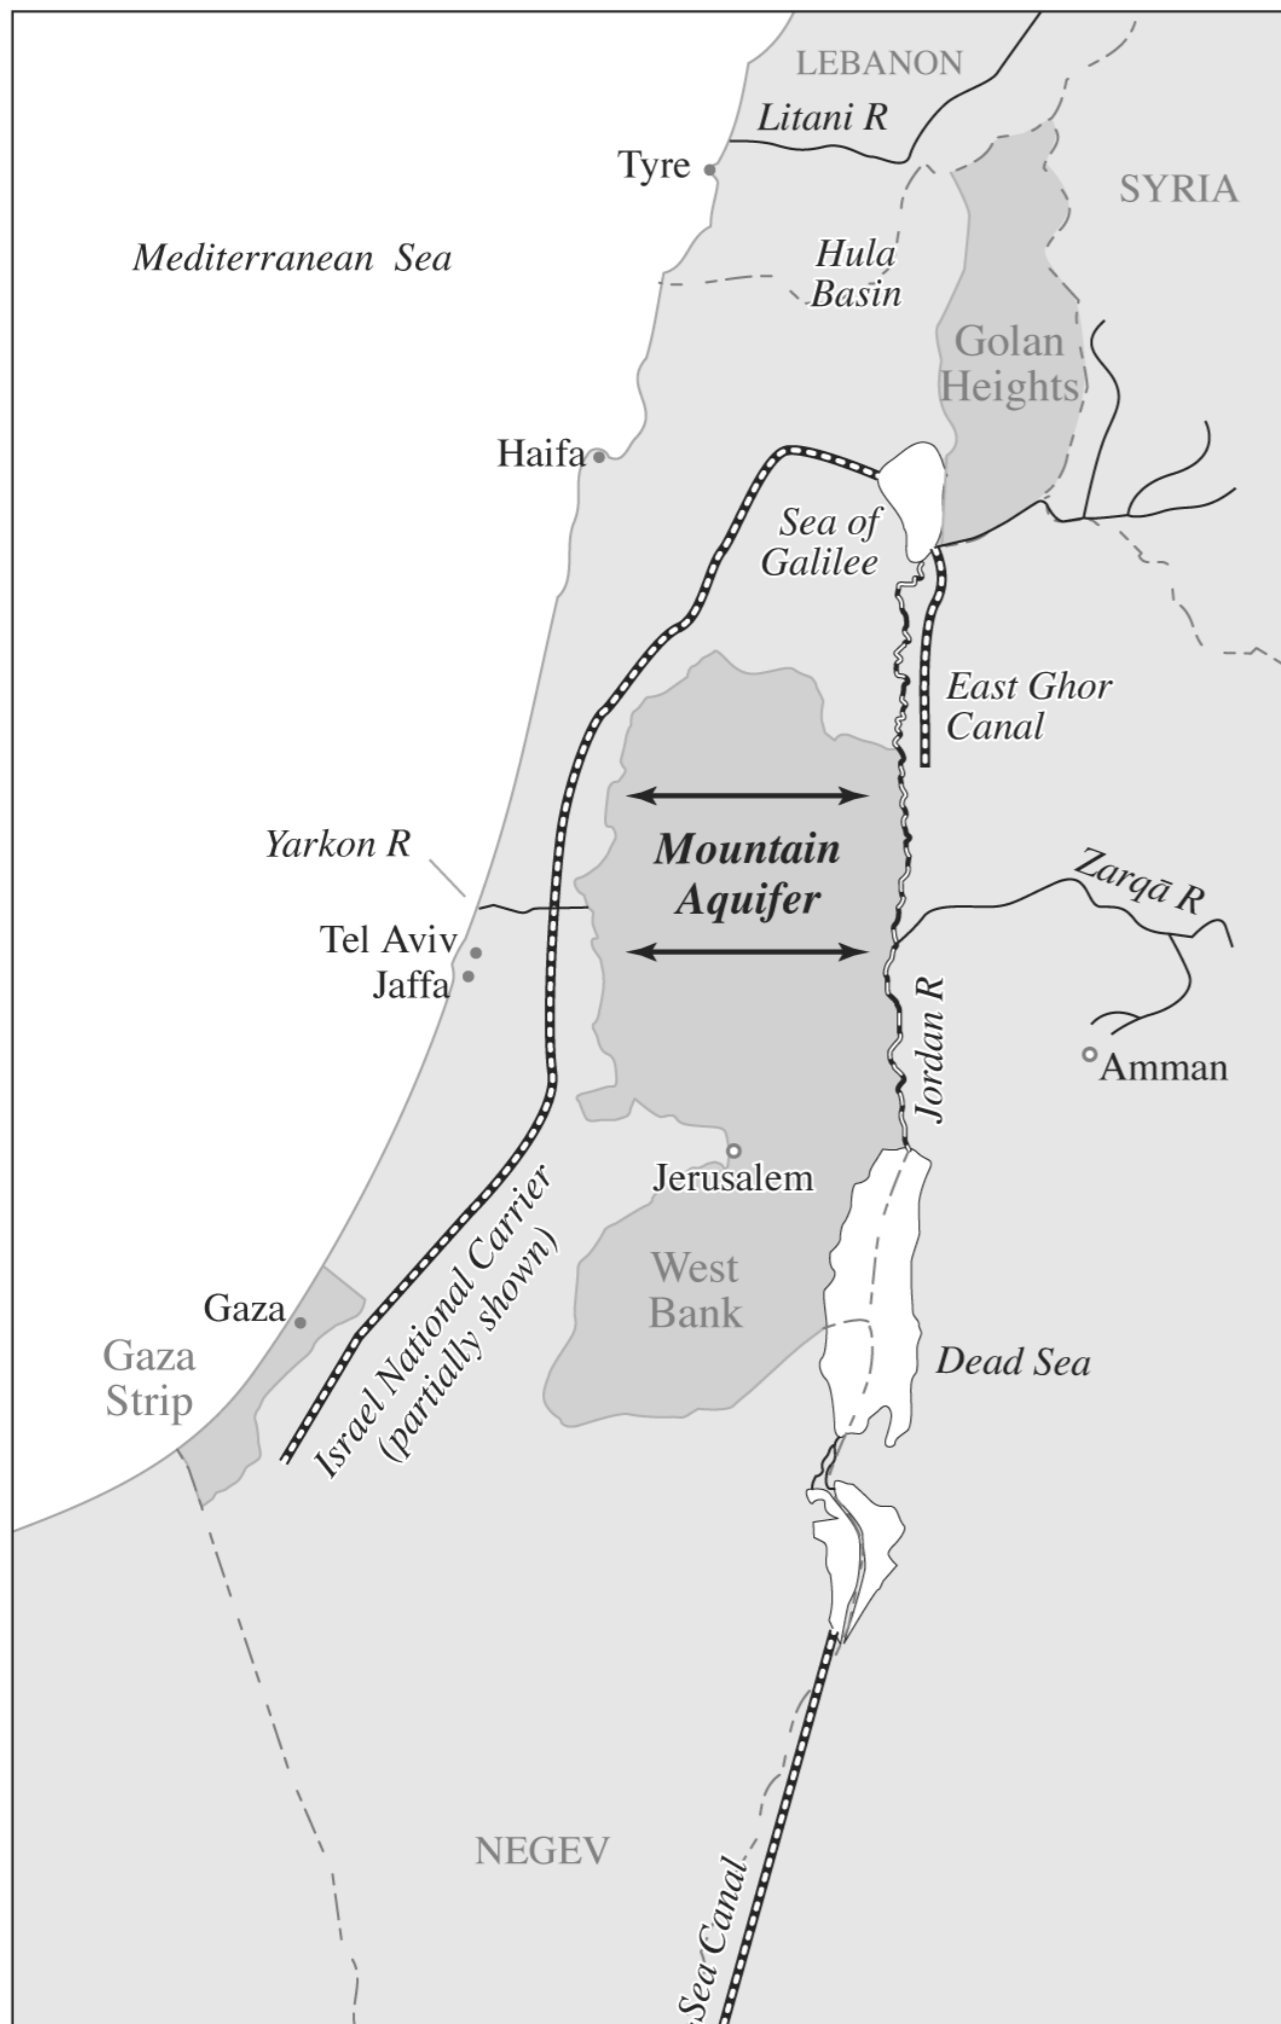 LEBANON
Litani R
Tyre
SYRIA
Mediterranean Sea
Hula
Basin
Golan
Heights
Haifa
Sea of
Galilee
East Ghor
Canal
Yarkon R
Mountain
Aquifer
Zarqā R
Tel Aviv
Jaffa
Jordan R
Amman
Jerusalem
Israel National Carrier
(partially shown)
West
Bank
Gaza
Gaza
Strip
Dead Sea
NEGEV
Sea Canal